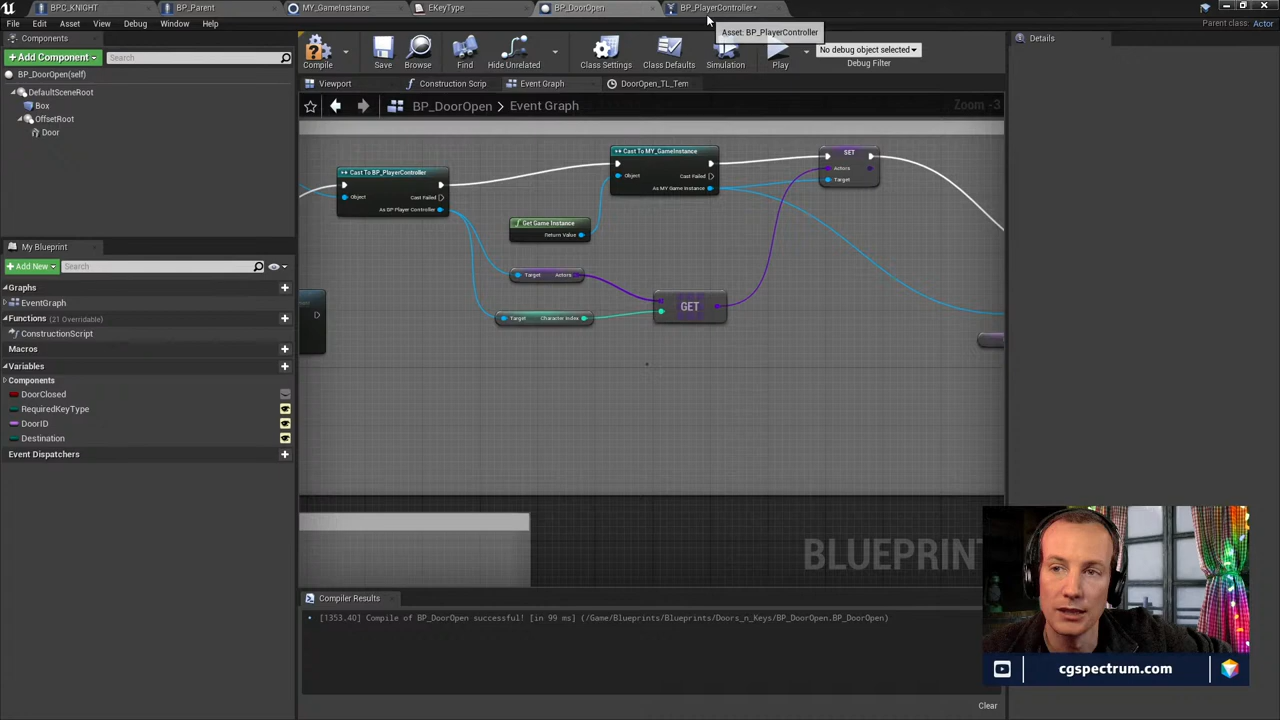 BPC_KNIGHT
BP_Parent
MY_GameInstance
EKeyType
BP_DoorOpen
BP_PlayerController*
File
Edit
Asset
View
Debug
Window
Help
Asset: BP_PlayerController
Parent class: Actor
Components
Add Component
Search
BP_DoorOpen(self)
DefaultSceneRoot
Box
OffsetRoot
Door
Compile
Save
Browse
Find
Hide Unrelated
Class Settings
Class Defaults
Simulation
Play
No debug object selected
Debug Filter
Details
Viewport
Construction Script
Event Graph
DoorOpen_TL_Tem
BP_DoorOpen
Event Graph
Zoom -3
Cast To BP_PlayerController
Object
Cast Failed
As BP Player Controller
Cast To MY_GameInstance
Object
Cast Failed
As MY Game Instance
SET
Actors
Target
Get Game Instance
Return Value
Target
Actors
GET
Target
Character Index
BLUEPRINT
My Blueprint
Add New
Search
Graphs
EventGraph
Functions (21 Overridable)
ConstructionScript
Macros
Variables
Components
DoorClosed
RequiredKeyType
DoorID
Destination
Event Dispatchers
Compiler Results
[1353.40] Compile of BP_DoorOpen successful! [in 99 ms] (/Game/Blueprints/Blueprints/Doors_n_Keys/BP_DoorOpen.BP_DoorOpen)
Clear
cgspectrum.com